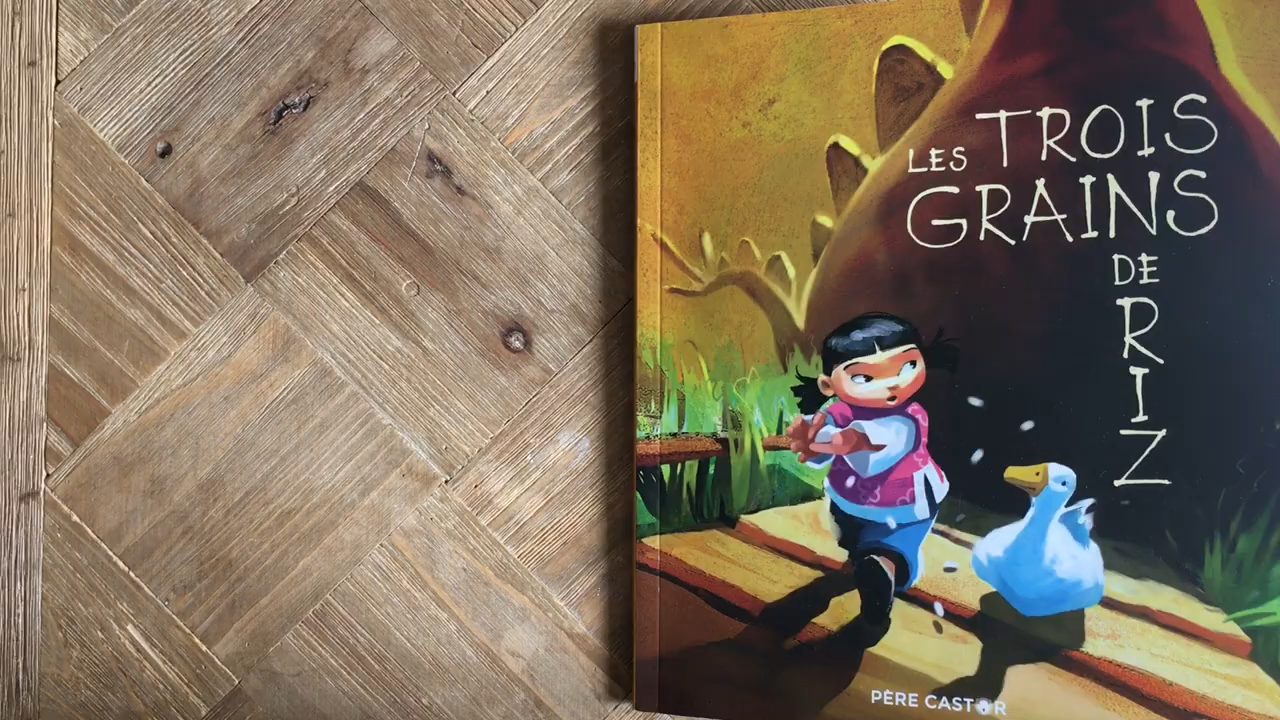 LES TROIS
GRAINS
DE
RIZ
PÈRE CASTOR